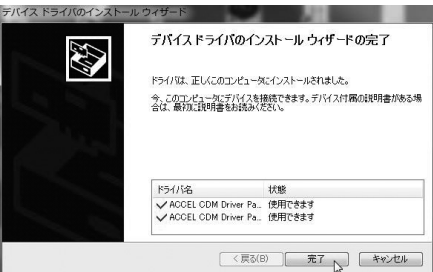 デバイス ドライバのインストール ウィザード
デバイス ドライバのインストール ウィザードの完了
ドライバは、正しくこのコンピュータにインストールされました。
今、このコンピュータにデバイスを接続できます。デバイス付属の説明書がある場
合は、最初に説明書をお読みください。
ドライバ名 状態
ACCEL CDM Driver Pa... 使用できます
ACCEL CDM Driver Pa... 使用できます
< 戻る(B) 完了 キャンセル